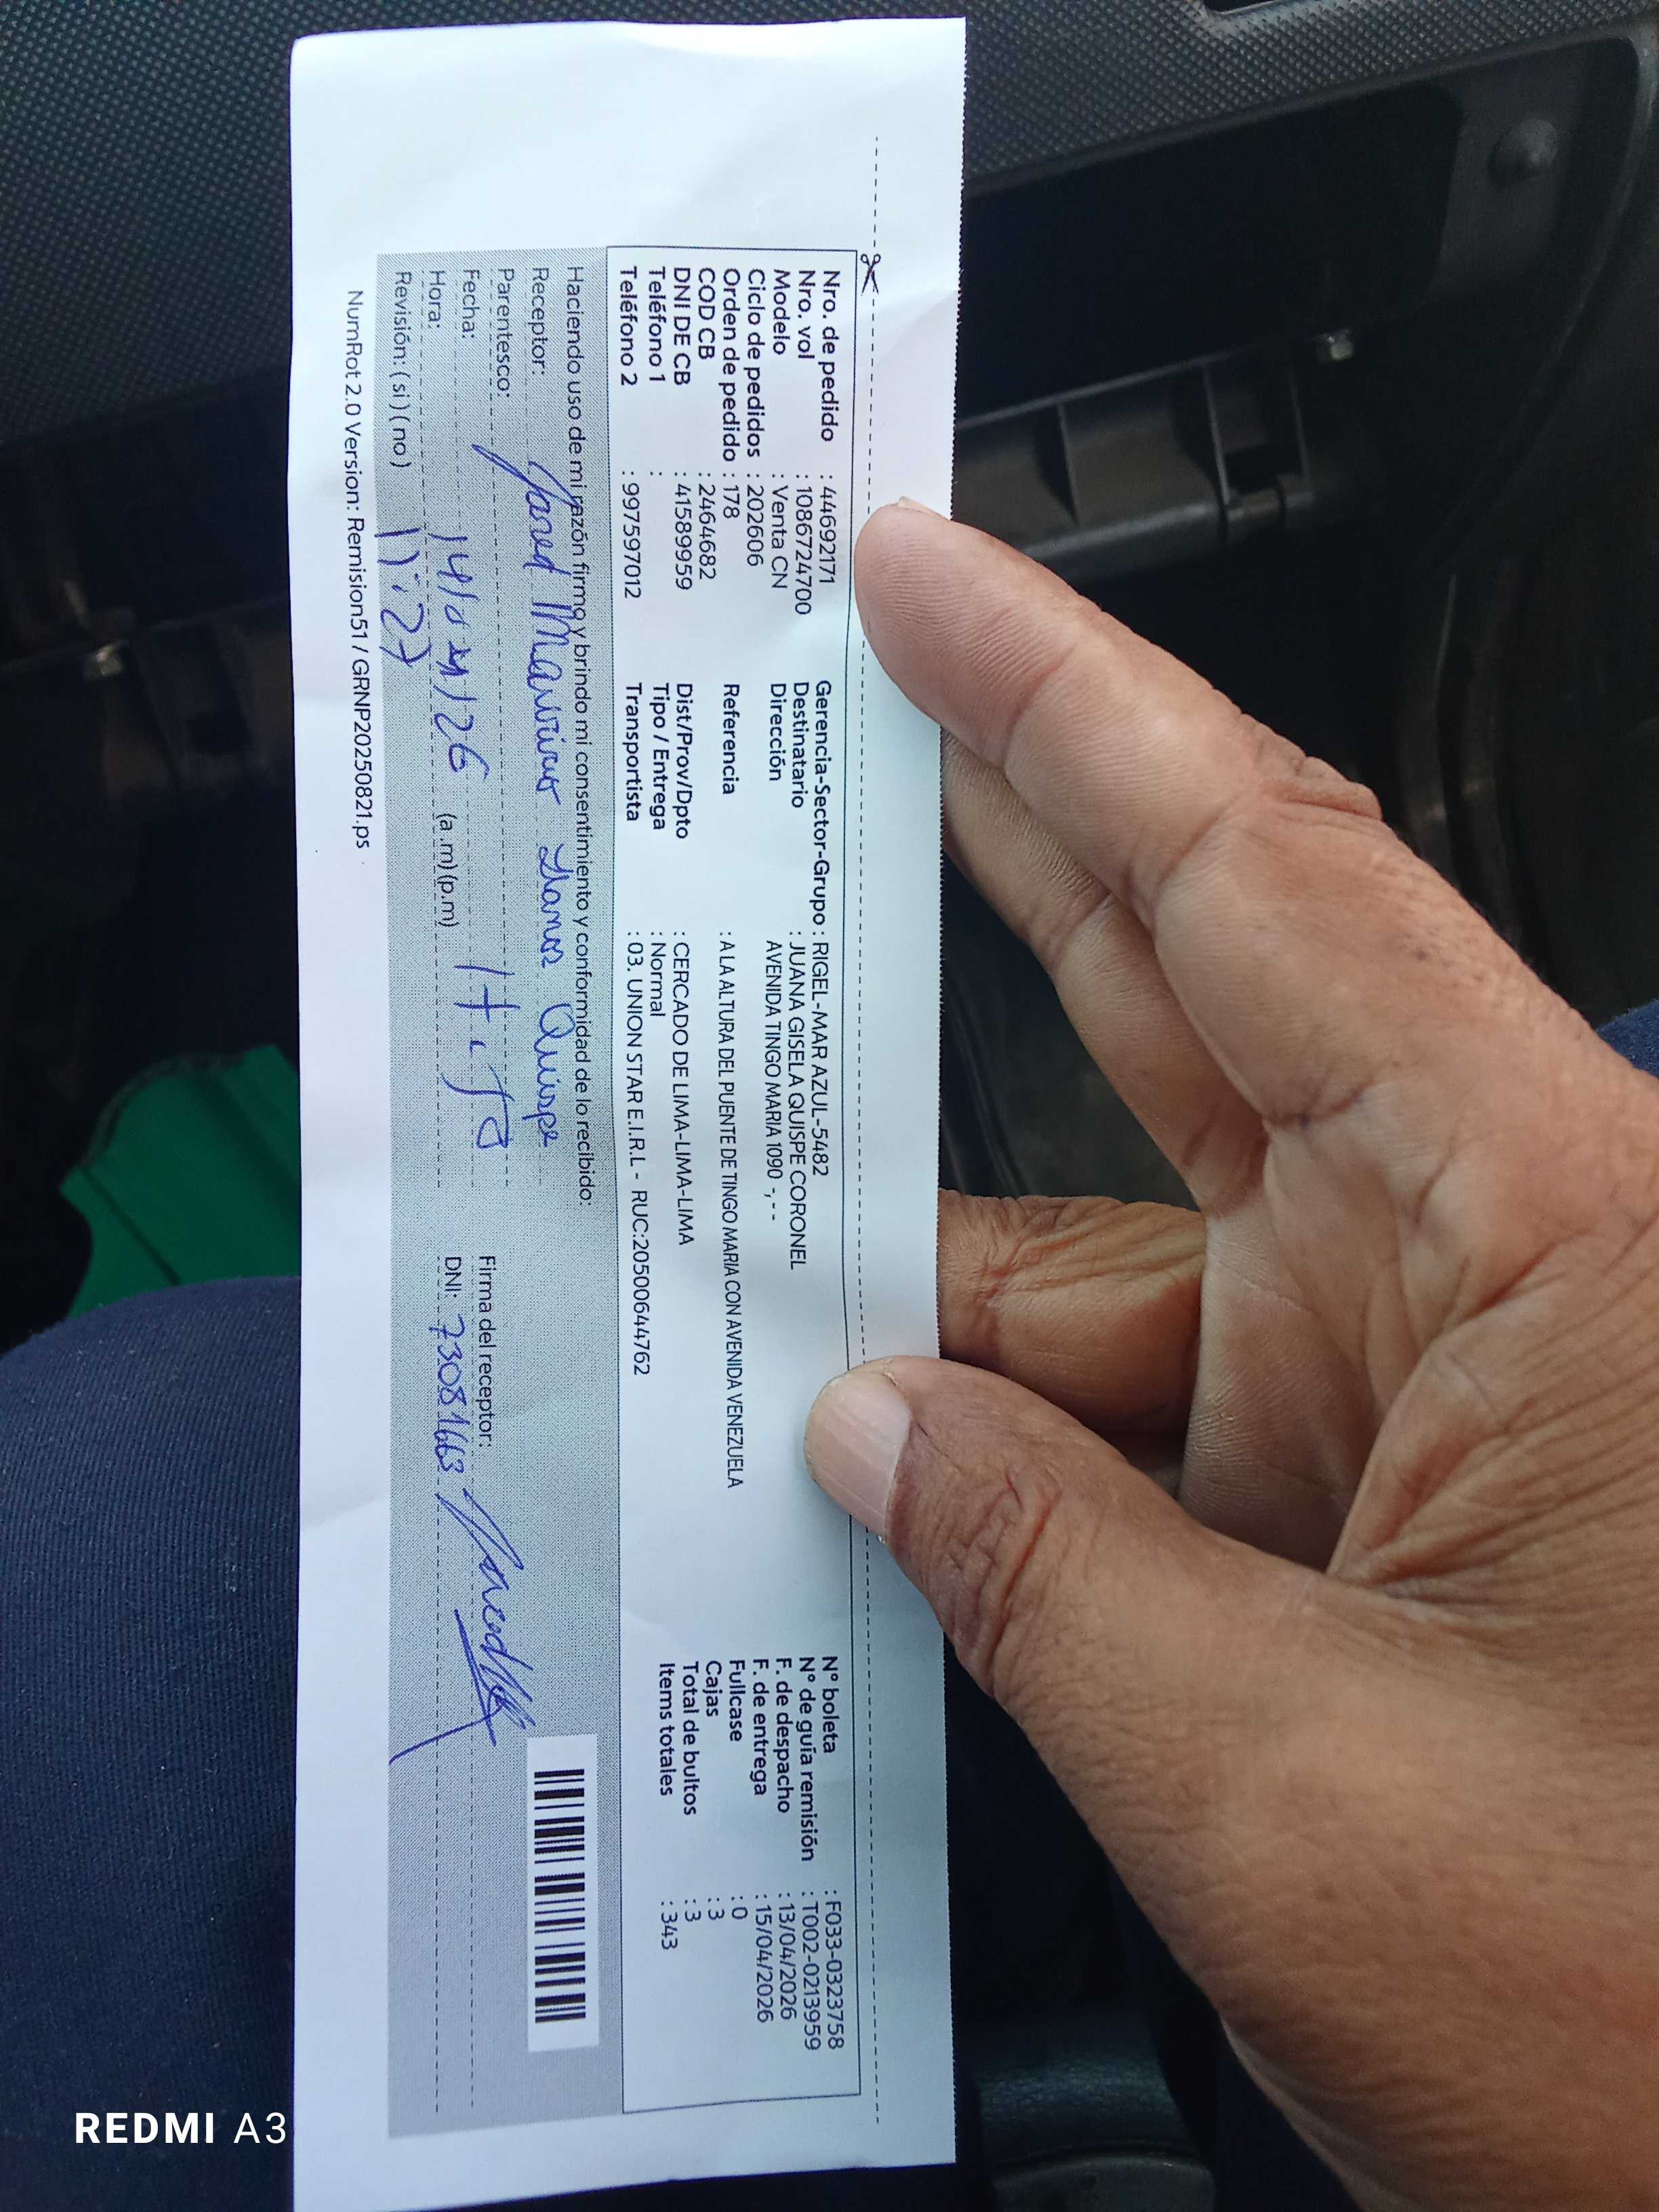 Nro. de pedido : 44692171
Nro. vol : 1086724700
Modelo : Venta CN
Ciclo de pedidos : 202606
Orden de pedido : 178
COD CB : 2464682
DNI DE CB : 41589959
Teléfono 1 :
Teléfono 2 : 997597012
Gerencia-Sector-Grupo : RIGEL-MAR AZUL-5482
Destinatario : JUANA GISELA QUISPE CORONEL
Dirección AVENIDA TINGO MARIA 1090 -, - -
Referencia : A LA ALTURA DEL PUENTE DE TINGO MARIA CON AVENIDA VENEZUELA
Dist/Prov/Dpto : CERCADO DE LIMA-LIMA-LIMA
Tipo / Entrega : Normal
Transportista : 03. UNION STAR E.I.R.L - RUC:20500644762
N° boleta : F033-0323758
N° de guía remisión : T002-0213959
F. de despacho : 13/04/2026
F. de entrega : 15/04/2026
Fullcase : 0
Cajas : 3
Total de bultos : 3
Items totales : 343
Haciendo uso de mi razón firmo y brindo mi consentimiento y conformidad de lo recibido:
Receptor: Jared Mauricio Llanos Quispe
Parentesco:
Fecha: 14/04/26
Hora: (a.m) (p.m)
Revisión: ( si ) ( no ) 11:27
Firma del receptor:
DNI: 73081663
NumRot 2.0 Version: Remision51 / GRNP20250821.ps
REDMI A3